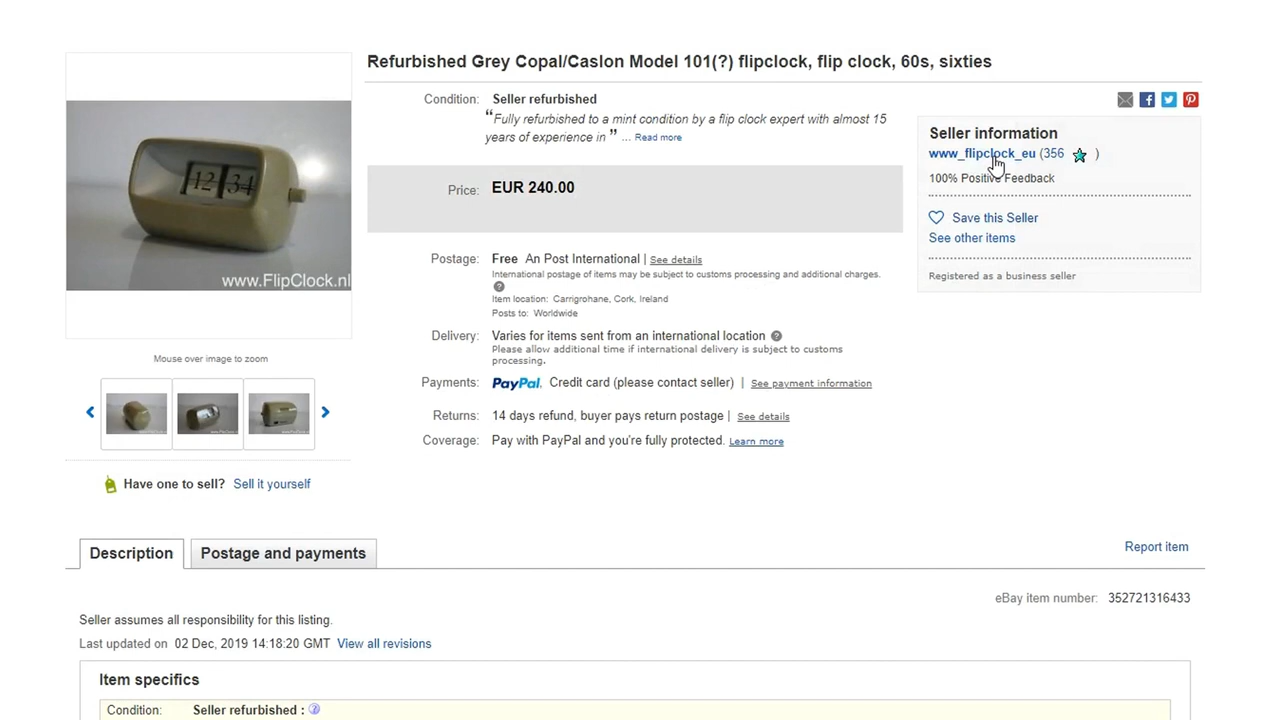 Refurbished Grey Copal/Caslon Model 101(?) flipclock, flip clock, 60s, sixties
Condition: Seller refurbished
“Fully refurbished to a mint condition by a flip clock expert with almost 15
years of experience in ” ... Read more
Price: EUR 240.00
Postage: Free An Post International | See details
International postage of items may be subject to customs processing and additional charges.
Item location: Carrigrohane, Cork, Ireland
Posts to: Worldwide
Delivery: Varies for items sent from an international location
Please allow additional time if international delivery is subject to customs
processing.
Payments: PayPal. Credit card (please contact seller) | See payment information
Returns: 14 days refund, buyer pays return postage | See details
Coverage: Pay with PayPal and you're fully protected. Learn more
Seller information
www_flipclock_eu (356 )
100% Positive Feedback
Save this Seller
See other items
Registered as a business seller
12 34
www.FlipClock.nl
Mouse over image to zoom
Have one to sell? Sell it yourself
Description
Postage and payments
Report item
eBay item number: 352721316433
Seller assumes all responsibility for this listing.
Last updated on 02 Dec, 2019 14:18:20 GMT View all revisions
Item specifics
Condition: Seller refurbished :